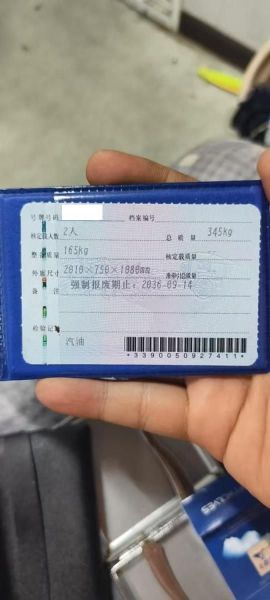 号牌号码 档案编号
核定载人数 2人 总质量 345kg
整备质量 165kg 核定载质量
外廓尺寸 2010×750×1080mm 准牵引总质量
备注 强制报废期止：2036-09-14
检验记录
汽油
*3390050927411*